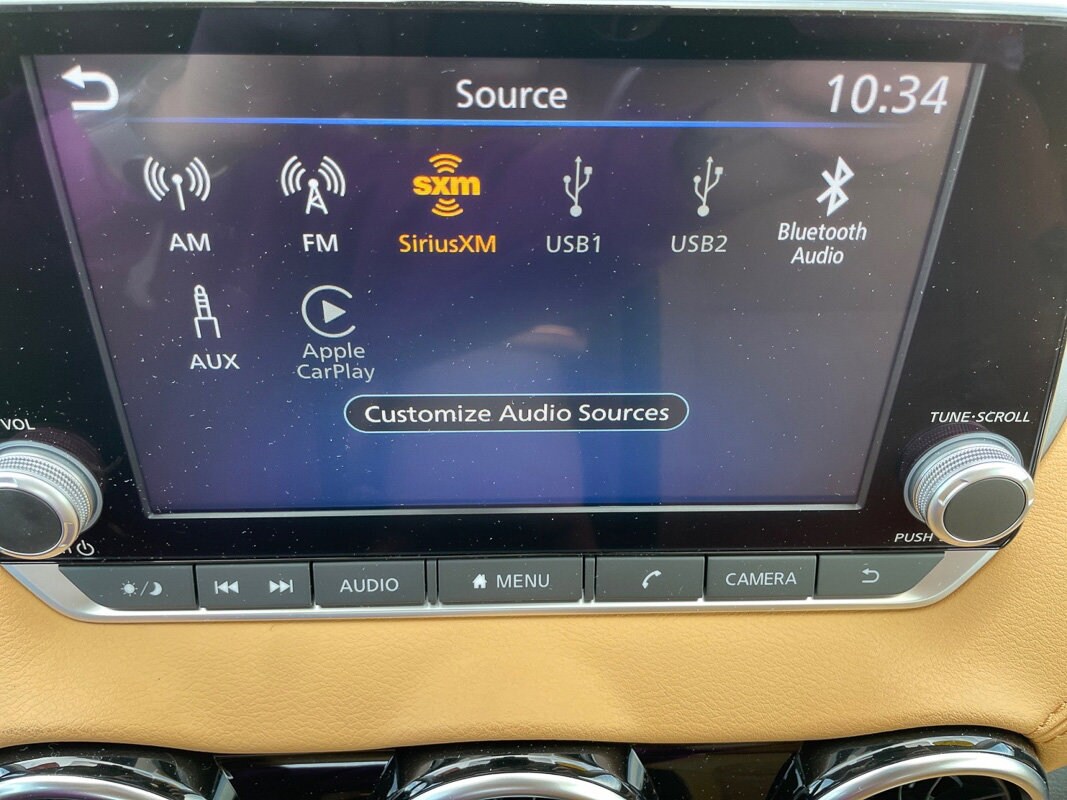 Source 10:34
sxm
AM FM SiriusXM USB1 USB2 Bluetooth
Audio
AUX Apple
CarPlay
Customize Audio Sources
VOL TUNE·SCROLL
PUSH
AUDIO MENU CAMERA